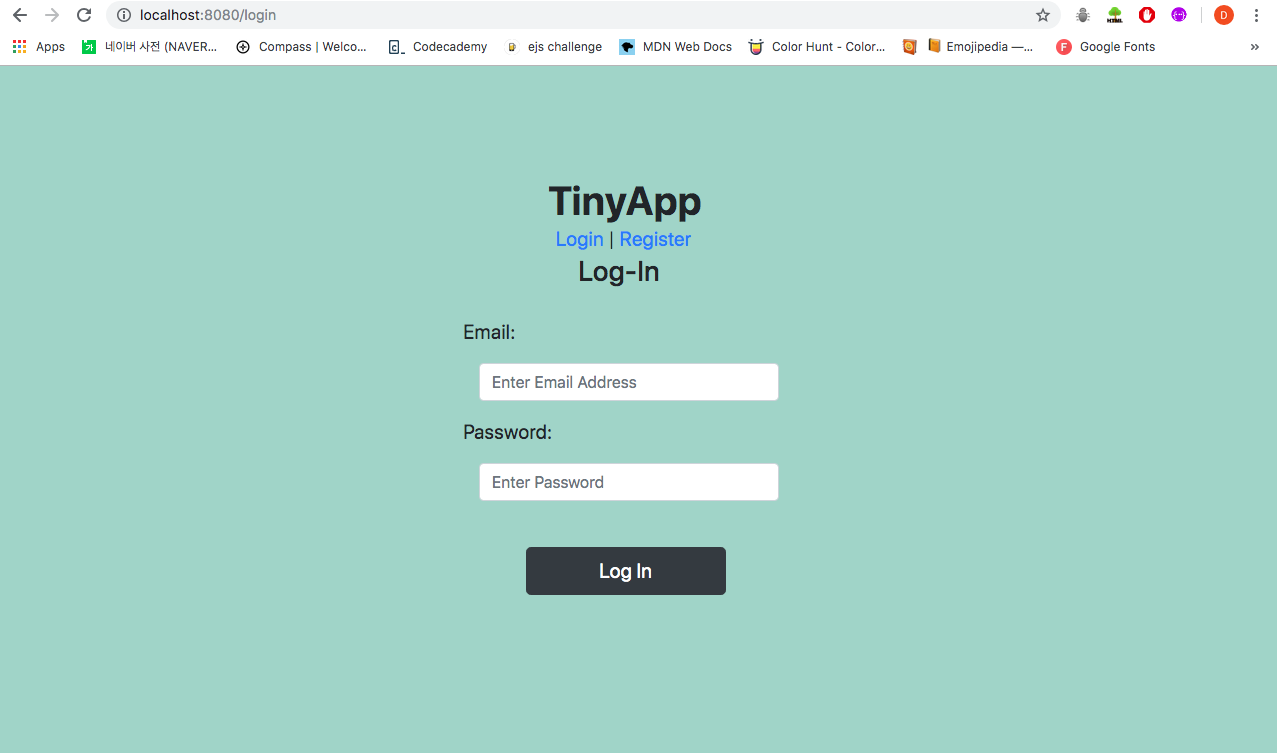 localhost:8080/login
Apps 네이버 사전 (NAVER... Compass | Welco... Codecademy ejs challenge MDN Web Docs Color Hunt - Color... Emojipedia —... F Google Fonts »
D
TinyApp
Login | Register
Log-In
Email:
Enter Email Address
Password:
Enter Password
Log In